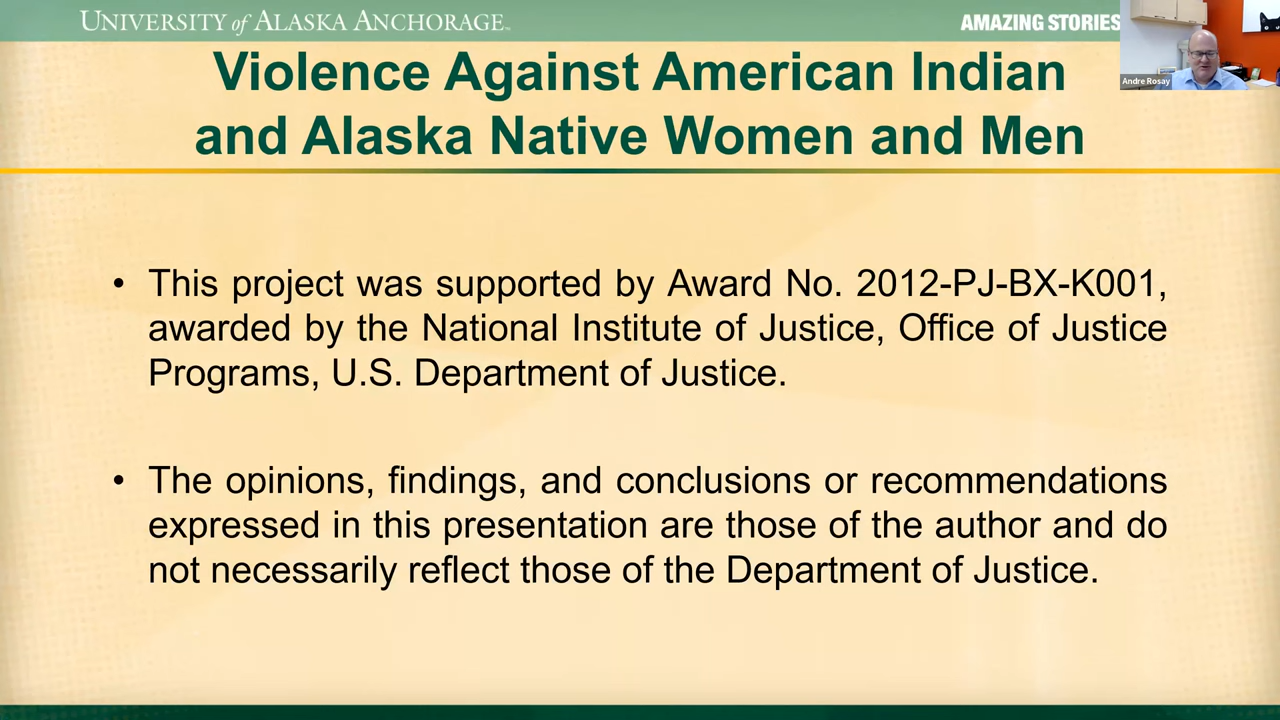 UNIVERSITY of ALASKA ANCHORAGE
AMAZING STORIES
Andre Rosay
Violence Against American Indian
and Alaska Native Women and Men
• This project was supported by Award No. 2012-PJ-BX-K001,
awarded by the National Institute of Justice, Office of Justice
Programs, U.S. Department of Justice.
• The opinions, findings, and conclusions or recommendations
expressed in this presentation are those of the author and do
not necessarily reflect those of the Department of Justice.